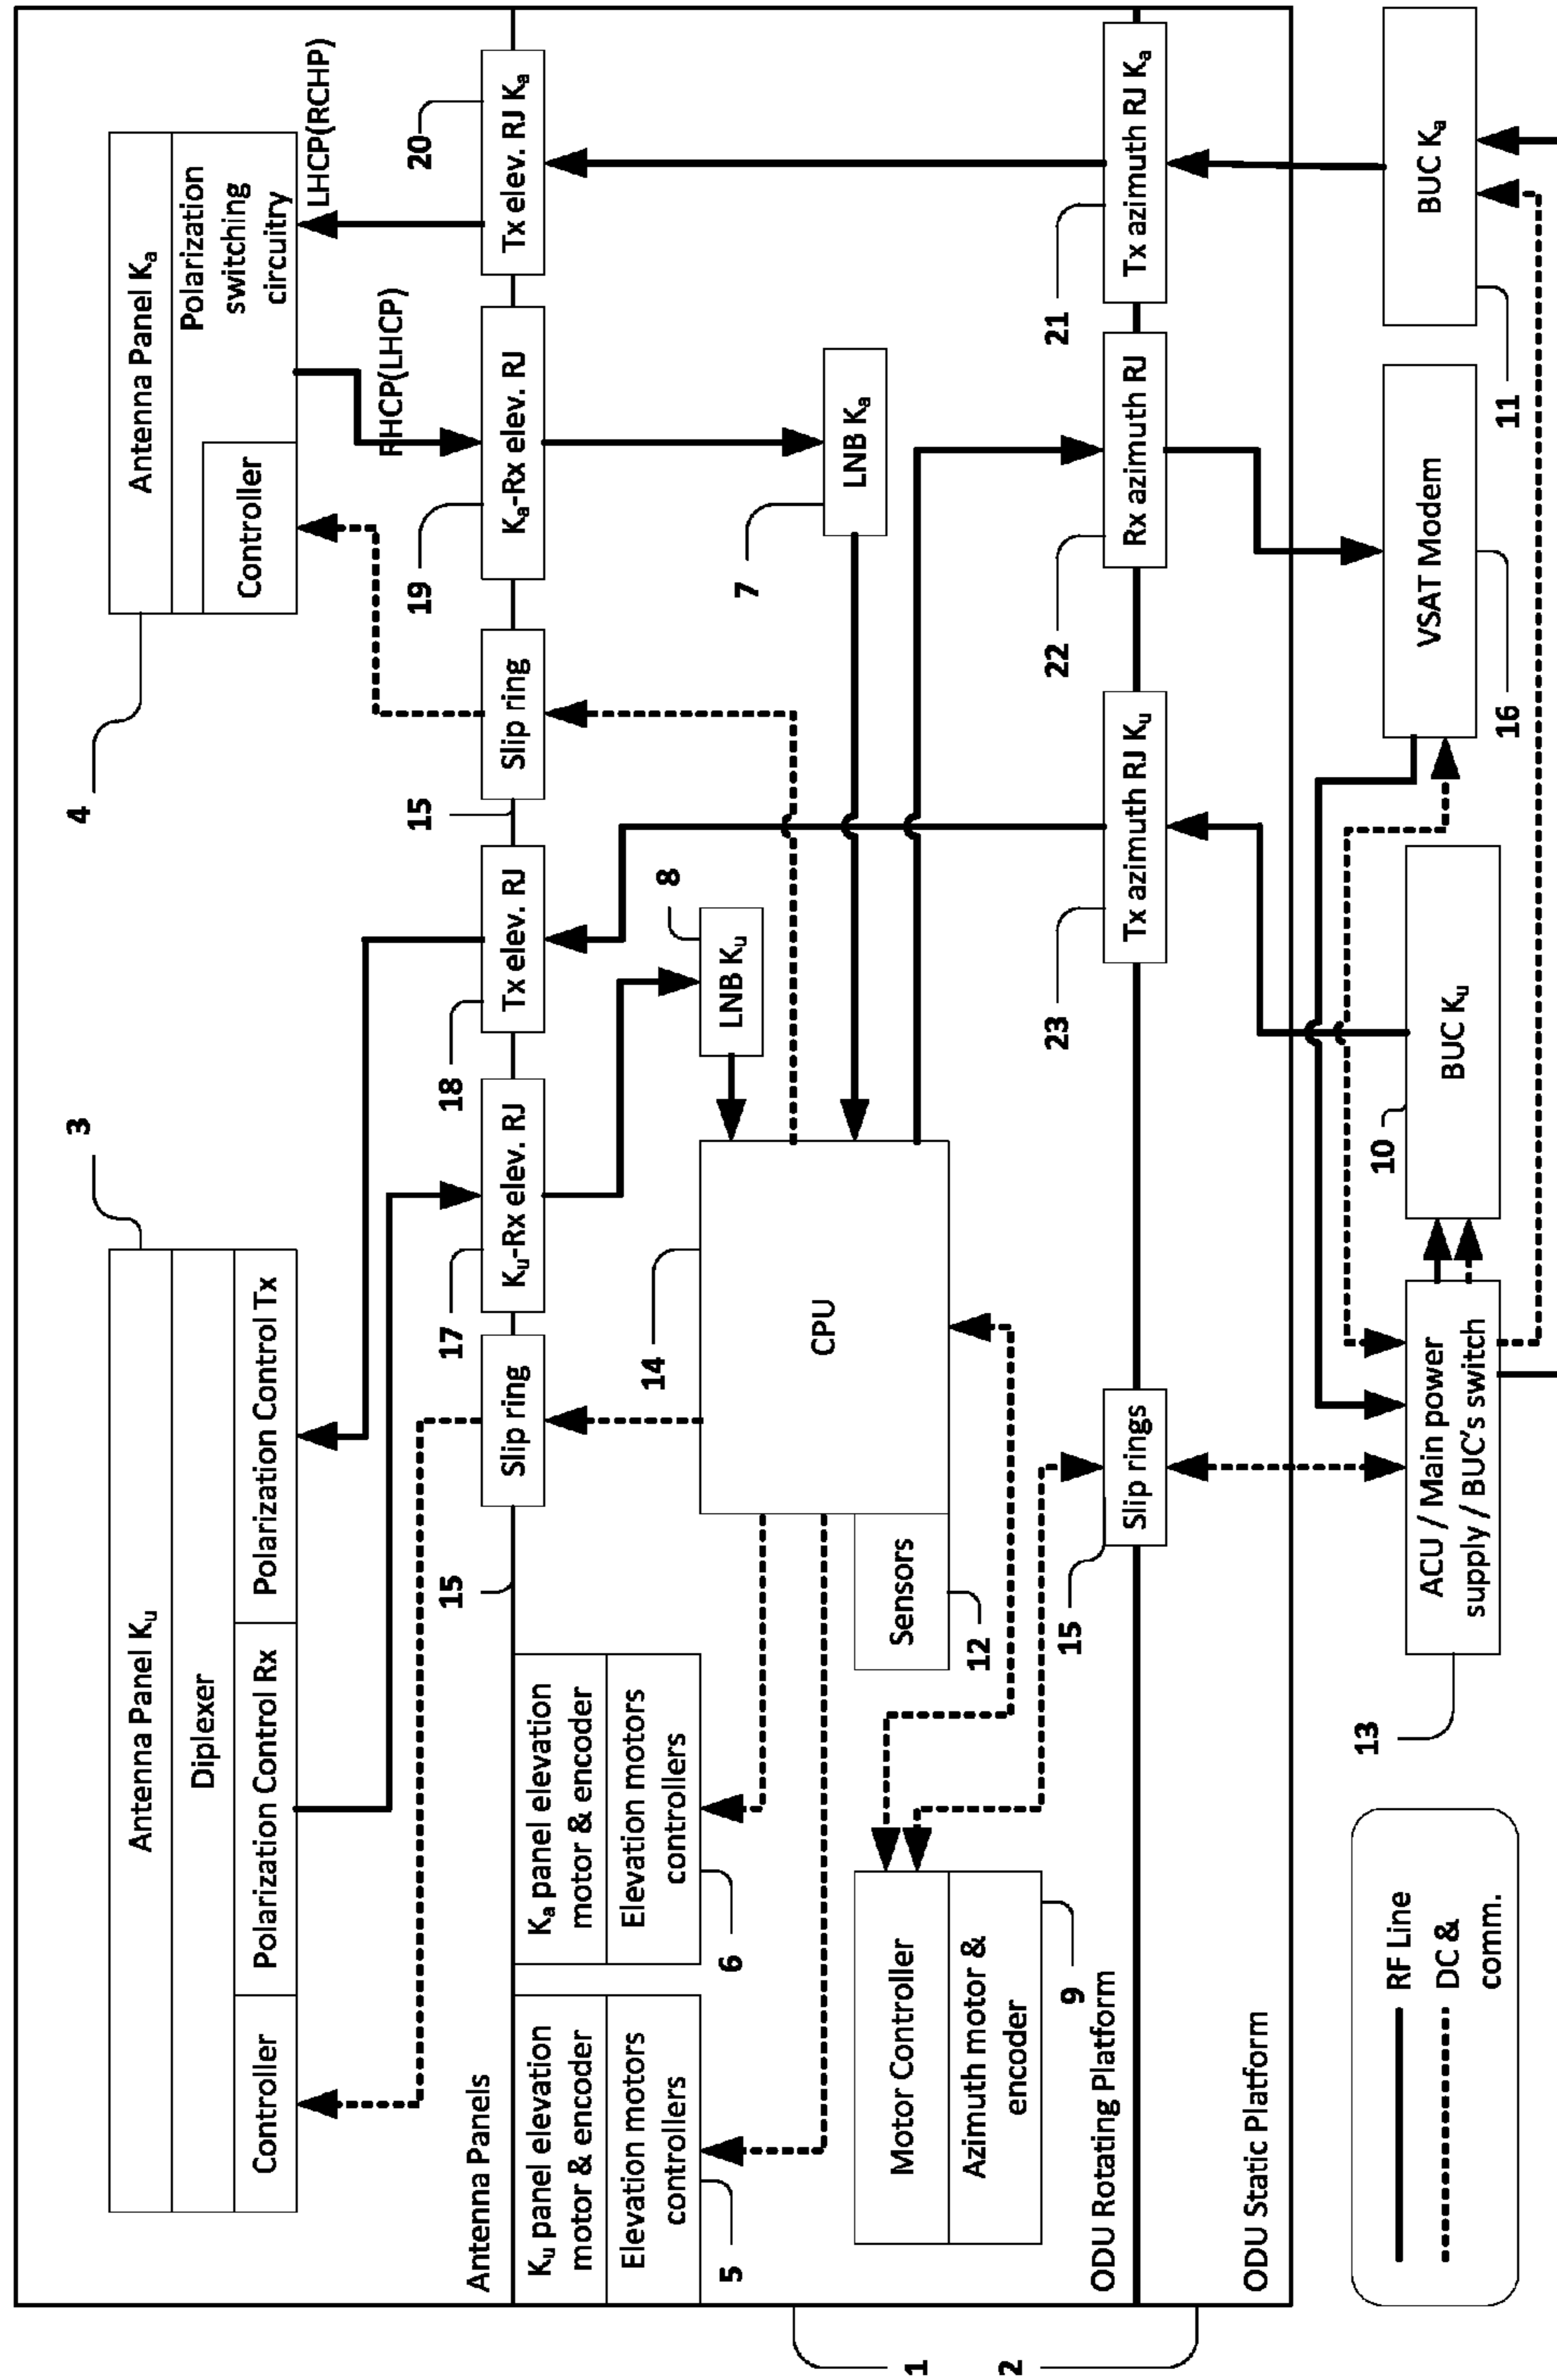 3
4
Antenna Panel Ku
Diplexer
Controller
Polarization Control Rx
Polarization Control Tx
Antenna Panel Ka
Controller
Polarization
switching
circuitry
RHCP(LHCP)
LHCP(RCHP)
Antenna Panels
15
Slip ring
17
Ku-Rx elev. RJ
18
Tx elev. RJ
15
Slip ring
19
Ka-Rx elev. RJ
20
Tx elev. RJ Ka
Ku panel elevation
motor & encoder
Elevation motors
controllers
5
Ka panel elevation
motor & encoder
Elevation motors
controllers
6
14
CPU
Sensors
12
8
LNB Ku
7
LNB Ka
Motor Controller
Azimuth motor &
encoder
9
1
2
ODU Rotating Platform
15
Slip rings
23
Tx azimuth RJ Ku
22
Rx azimuth RJ
21
Tx azimuth RJ Ka
ODU Static Platform
13
ACU / Main power
supply / BUC's switch
10
BUC Ku
VSAT Modem
16
BUC Ka
11
RF Line
DC &
comm.